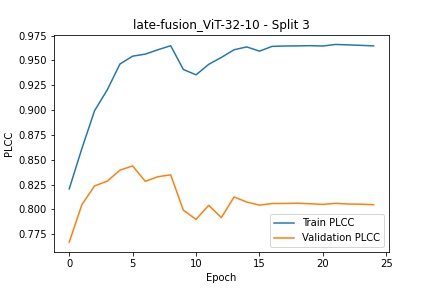 late-fusion_ViT-32-10 - Split 3
0.975
0.950
0.925
0.900
0.875
0.850
0.825
0.800
0.775
PLCC
Train PLCC
Validation PLCC
0 5 10 15 20 25
Epoch